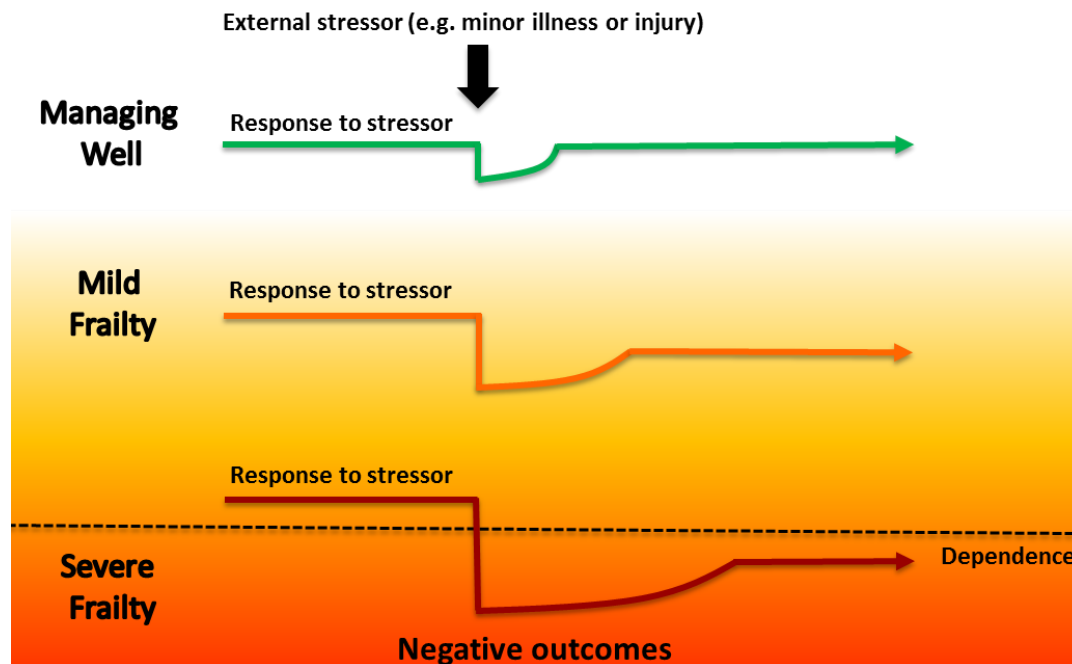 External stressor (e.g. minor illness or injury)
Managing
Well
Response to stressor
Mild
Frailty
Response to stressor
Response to stressor
Severe
Frailty
Dependence
Negative outcomes